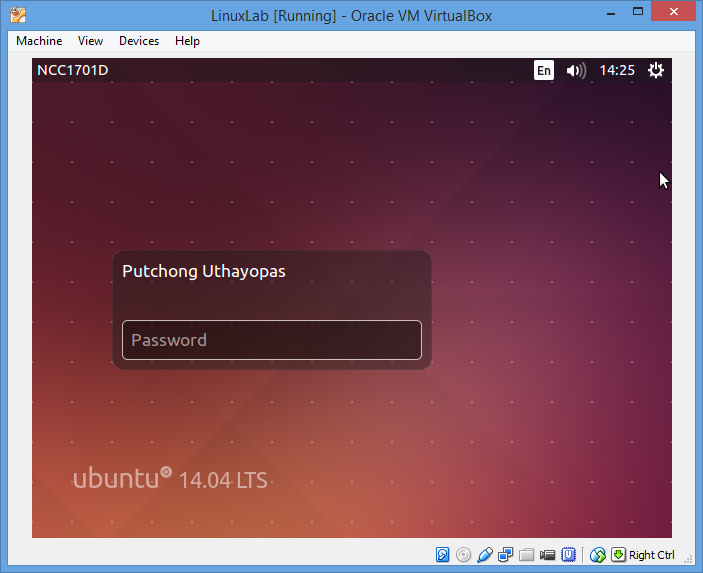 LinuxLab [Running] - Oracle VM VirtualBox
Machine View Devices Help
NCC1701D En 14:25
Putchong Uthayopas
Password
ubuntu 14.04 LTS
Right Ctrl